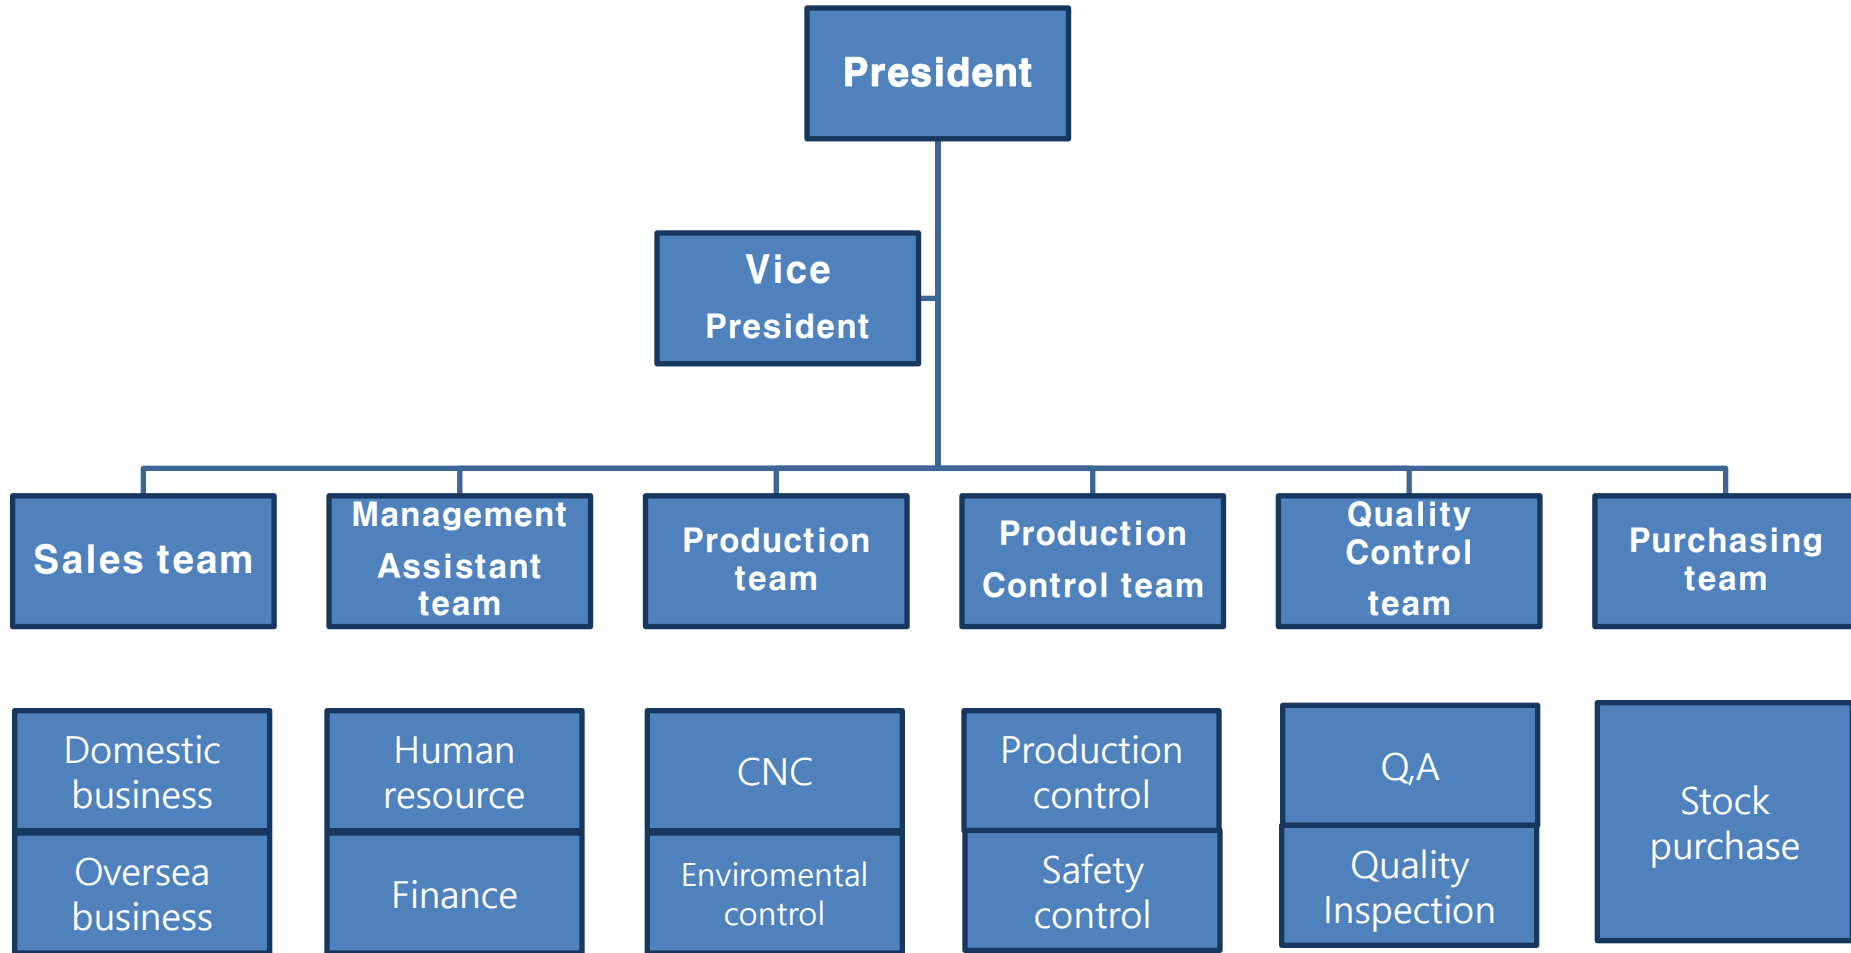 President
Vice
President
Sales team
Management
Assistant
team
Production
team
Production
Control team
Quality
Control
team
Purchasing
team
Domestic
business
Oversea
business
Human
resource
Finance
CNC
Enviromental
control
Production
control
Safety
control
Q,A
Quality
Inspection
Stock
purchase